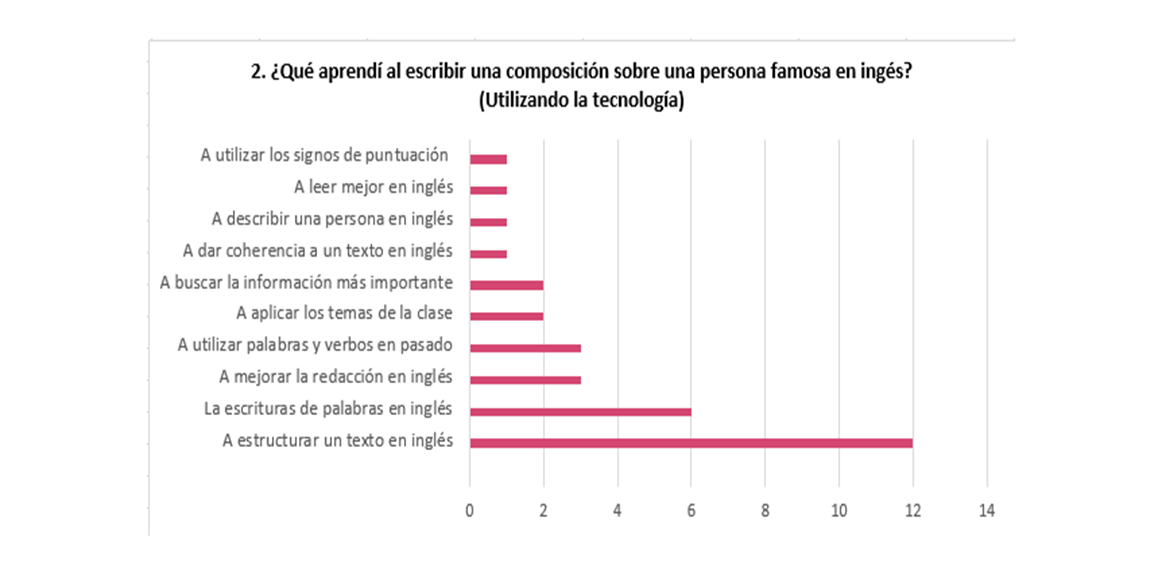 2. ¿Qué aprendí al escribir una composición sobre una persona famosa en ingés?
(Utilizando la tecnología)
A utilizar los signos de puntuación
A leer mejor en inglés
A describir una persona en inglés
A dar coherencia a un texto en inglés
A buscar la información más importante
A aplicar los temas de la clase
A utilizar palabras y verbos en pasado
A mejorar la redacción en inglés
La escrituras de palabras en inglés
A estructurar un texto en inglés
0 2 4 6 8 10 12 14